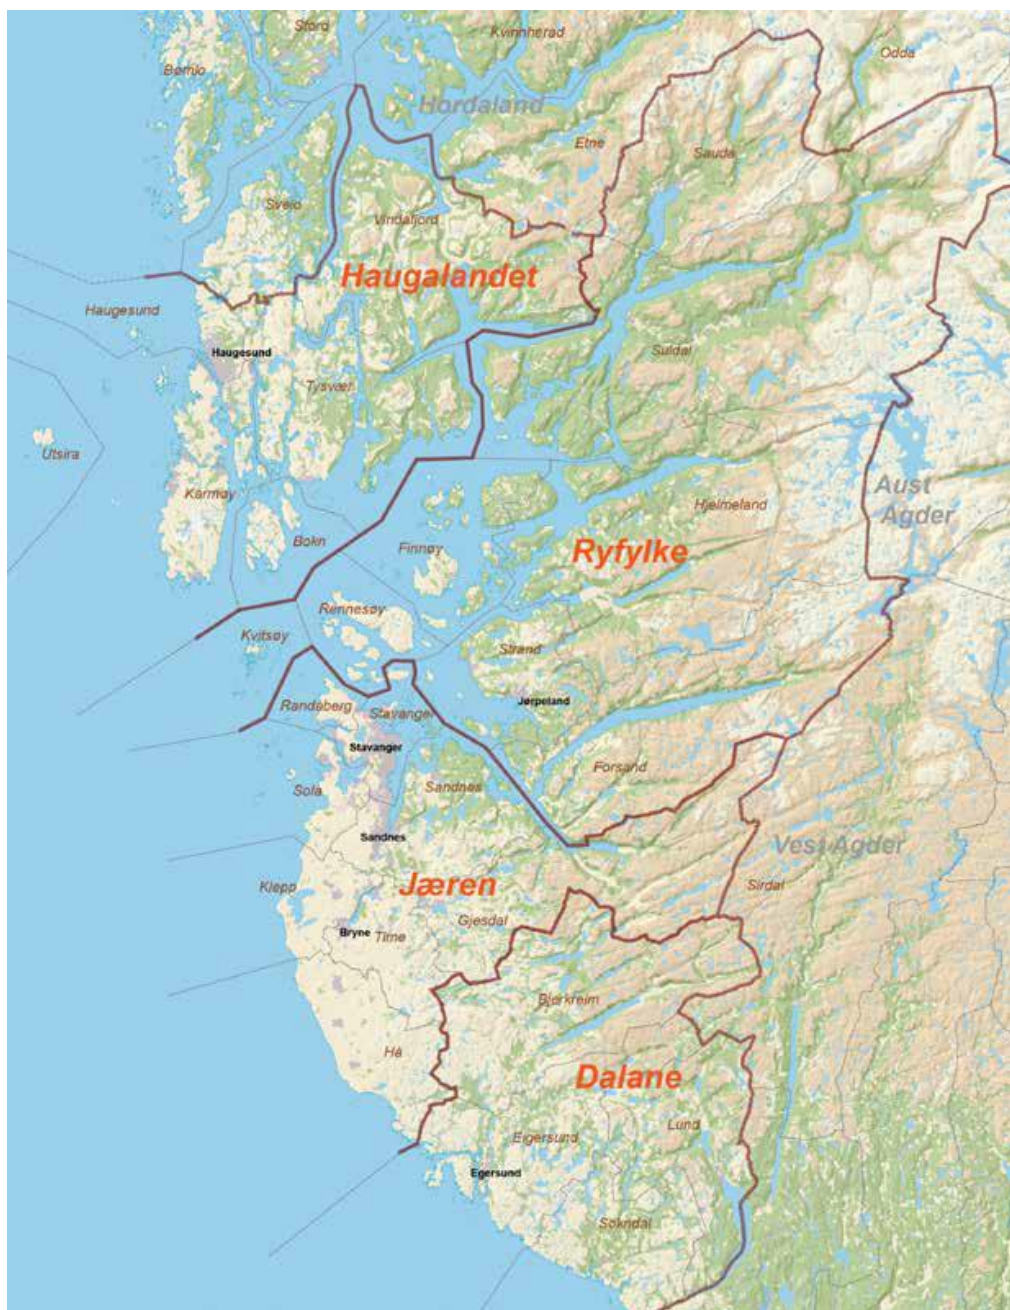 Stord
Kvinnherad
Odda
Bømlo
Hordaland
Etne
Sauda
Sveio
Vindafjord
Haugalandet
Haugesund
Haugesund
Suldal
Tysvær
Utsira
Karmøy
Aust
Agder
Hjelmeland
Bokn
Finnøy
Ryfylke
Rennesøy
Kvitsøy
Strand
Jørpeland
Randaberg
Stavanger
Stavanger
Forsand
Sola
Sandnes
Sandnes
Vest Agder
Sirdal
Klepp
Jæren
Gjesdal
Bryne
Time
Bjerkreim
Hå
Dalane
Lund
Eigersund
Egersund
Sokndal